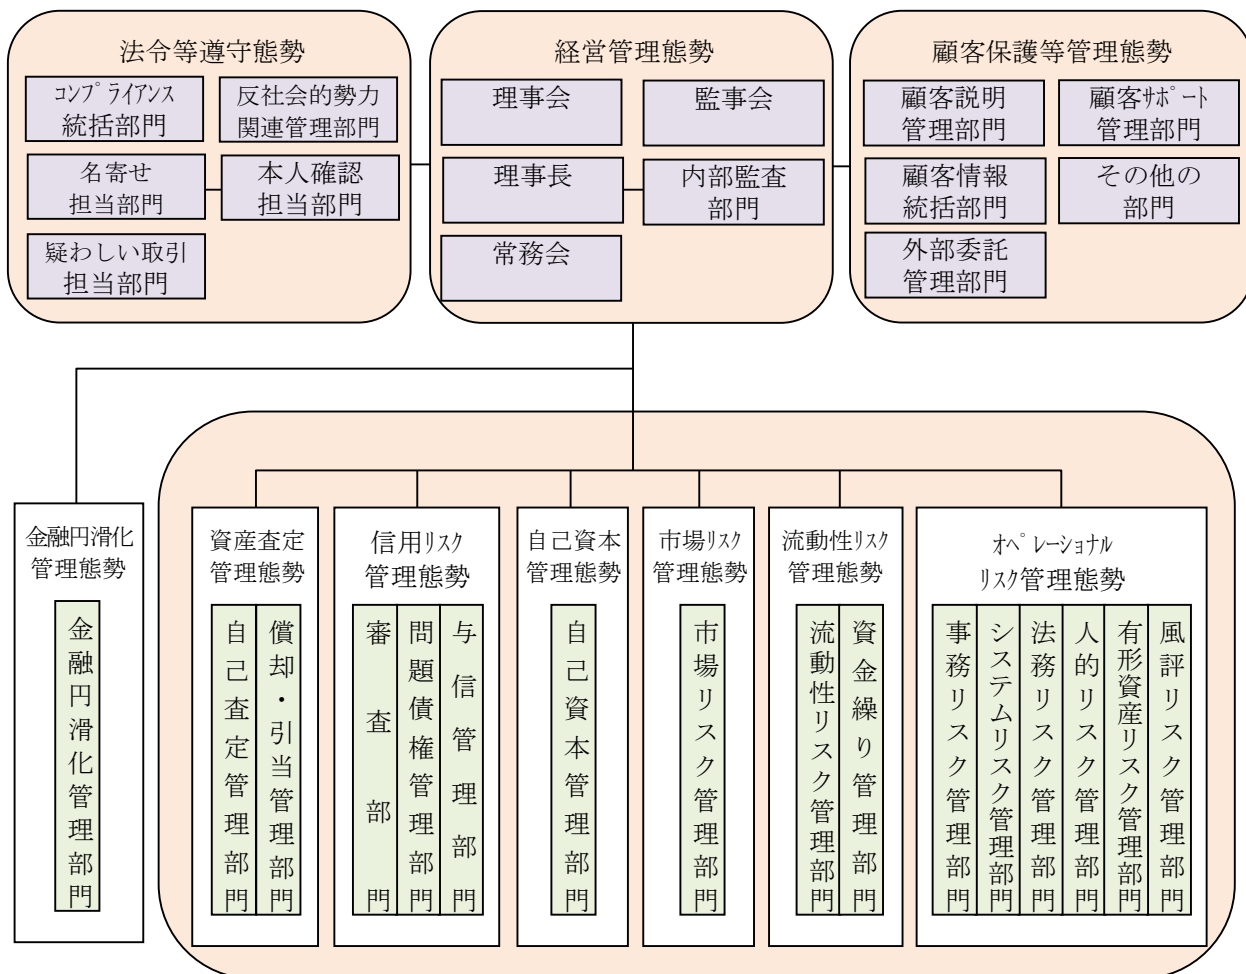 法令等遵守態勢
コンプライアンス
統括部門
反社会的勢力
関連管理部門
名寄せ
担当部門
本人確認
担当部門
疑わしい取引
担当部門
経営管理態勢
理事会
監事会
理事長
内部監査
部門
常務会
顧客保護等管理態勢
顧客説明
管理部門
顧客サポート
管理部門
顧客情報
統括部門
その他の
部門
外部委託
管理部門
金融円滑化
管理態勢
金融円滑化管理部門
資産査定
管理態勢
自己査定管理部門
償却・引当管理部門
信用リスク
管理態勢
審査部門
問題債権管理部門
与信管理部門
自己資本
管理態勢
自己資本管理部門
市場リスク
管理態勢
市場リスク管理部門
流動性リスク
管理態勢
流動性リスク管理部門
資金繰り管理部門
オペレーショナル
リスク管理態勢
事務リスク管理部門
システムリスク管理部門
法務リスク管理部門
人的リスク管理部門
有形資産リスク管理部門
風評リスク管理部門